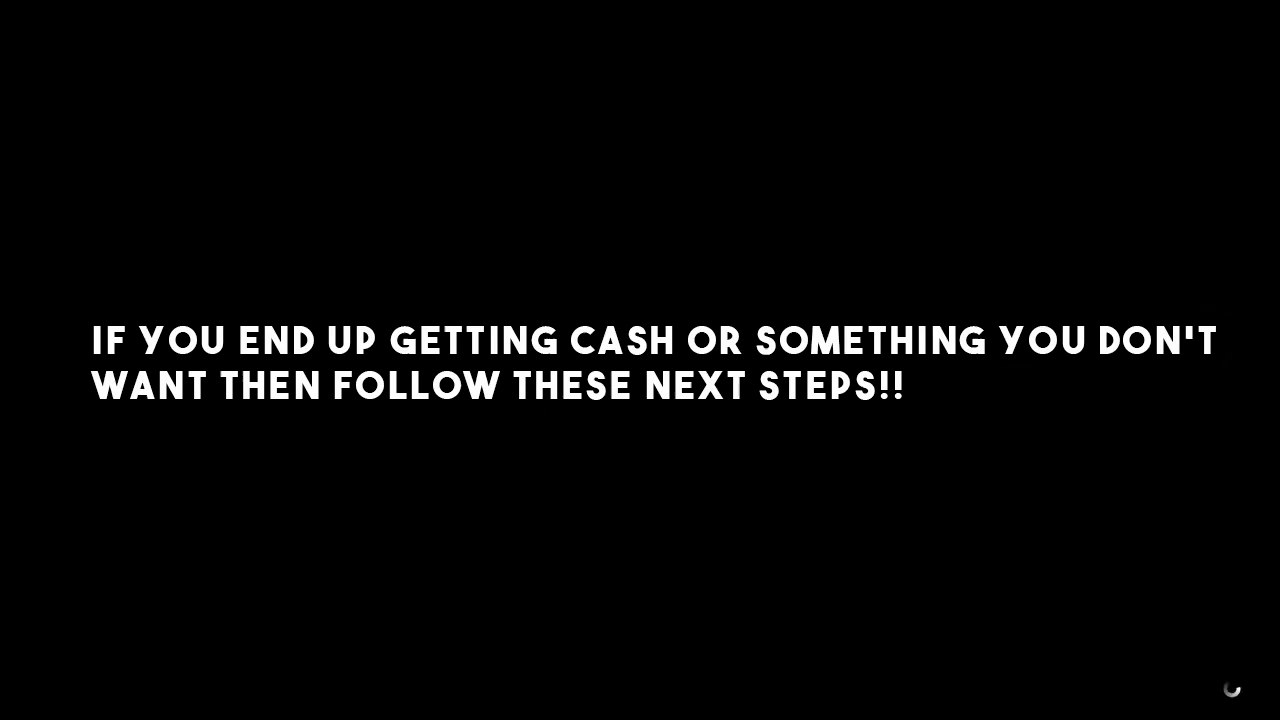 IF YOU END UP GETTING CASH OR SOMETHING YOU DON'T
WANT THEN FOLLOW THESE NEXT STEPS!!